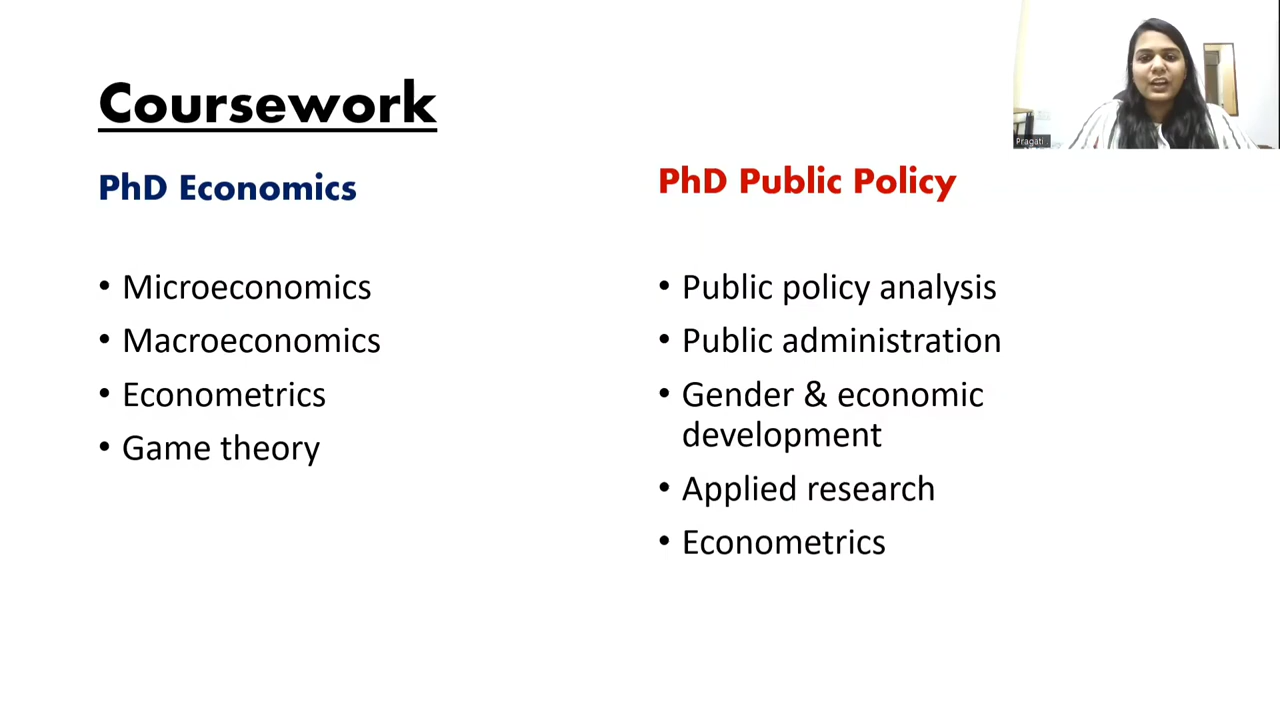 Coursework
PhD Economics
• Microeconomics
• Macroeconomics
• Econometrics
• Game theory
PhD Public Policy
• Public policy analysis
• Public administration
• Gender & economic
development
• Applied research
• Econometrics
Pragati .